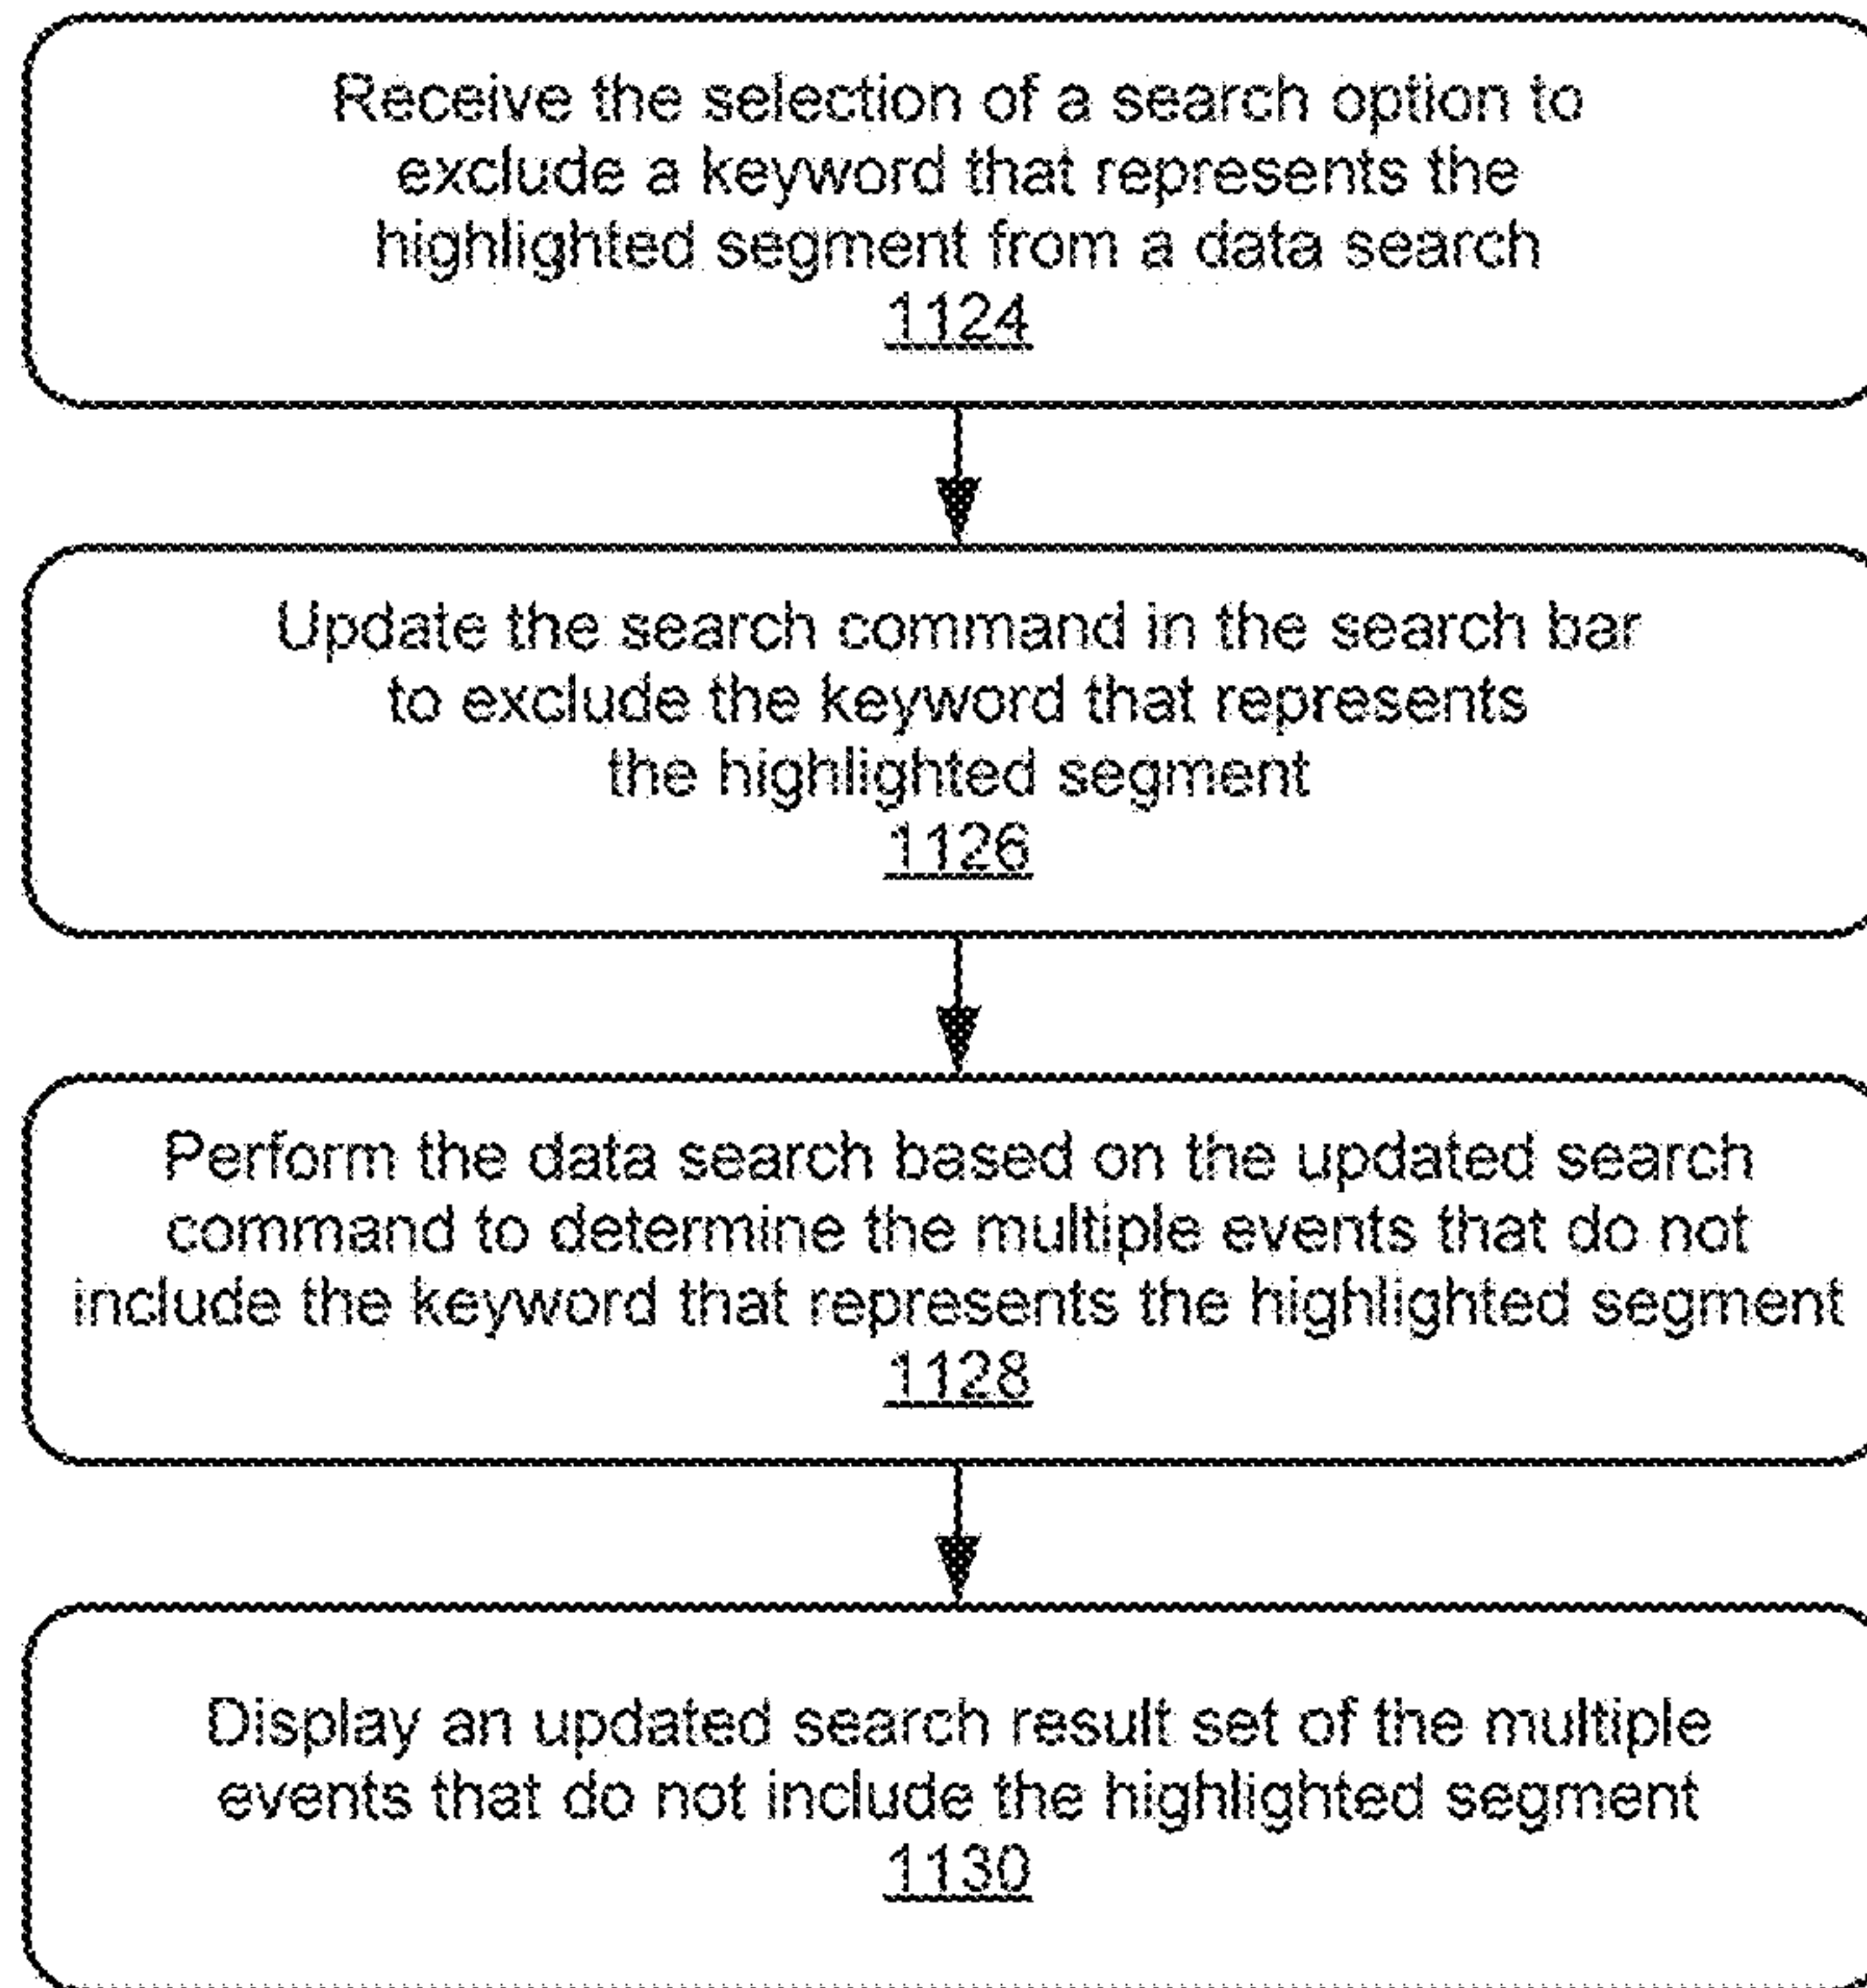 Receive the selection of a search option to
exclude a keyword that represents the
highlighted segment from a data search
1124
Update the search command in the search bar
to exclude the keyword that represents
the highlighted segment
1126
Perform the data search based on the updated search
command to determine the multiple events that do not
include the keyword that represents the highlighted segment
1128
Display an updated search result set of the multiple
events that do not include the highlighted segment
1130